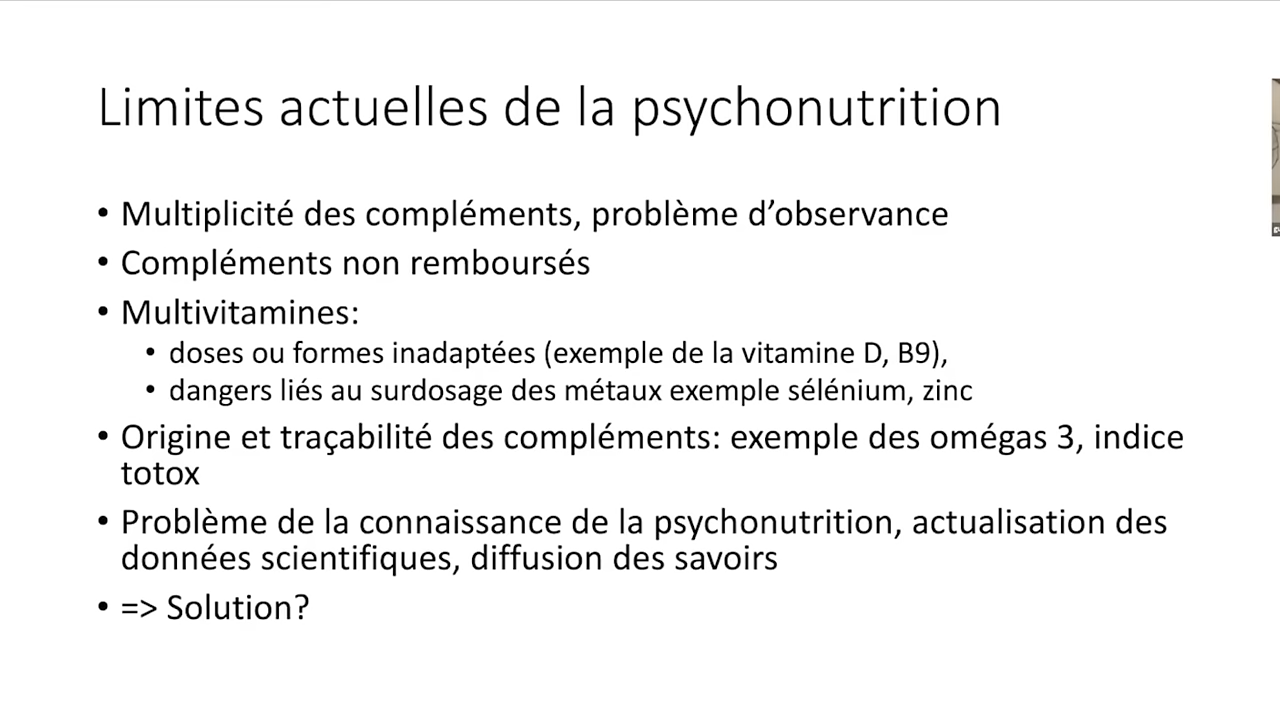 Limites actuelles de la psychonutrition
• Multiplicité des compléments, problème d’observance
• Compléments non remboursés
• Multivitamines:
• doses ou formes inadaptées (exemple de la vitamine D, B9),
• dangers liés au surdosage des métaux exemple sélénium, zinc
• Origine et traçabilité des compléments: exemple des omégas 3, indice
totox
• Problème de la connaissance de la psychonutrition, actualisation des
données scientifiques, diffusion des savoirs
• => Solution?